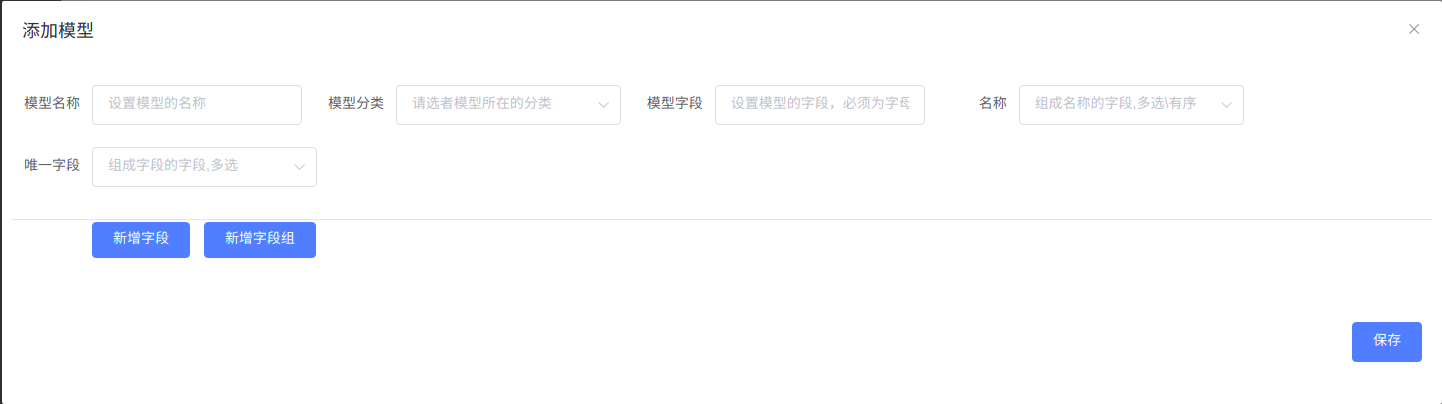 添加模型
模型名称 设置模型的名称 模型分类 请选者模型所在的分类 模型字段 设置模型的字段，必须为字母 名称 组成名称的字段,多选\有序
唯一字段 组成字段的字段,多选
新增字段 新增字段组
保存